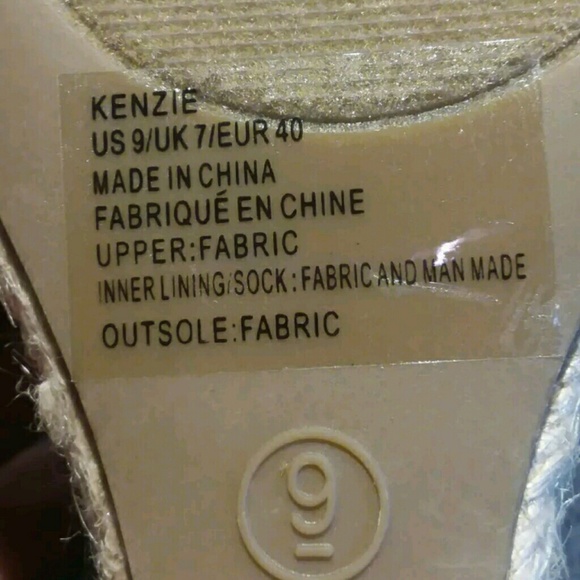 KENZIE
US 9/UK 7/EUR 40
MADE IN CHINA
FABRIQUÉ EN CHINE
UPPER:FABRIC
INNER LINING/SOCK : FABRIC AND MAN MADE
OUTSOLE:FABRIC
9